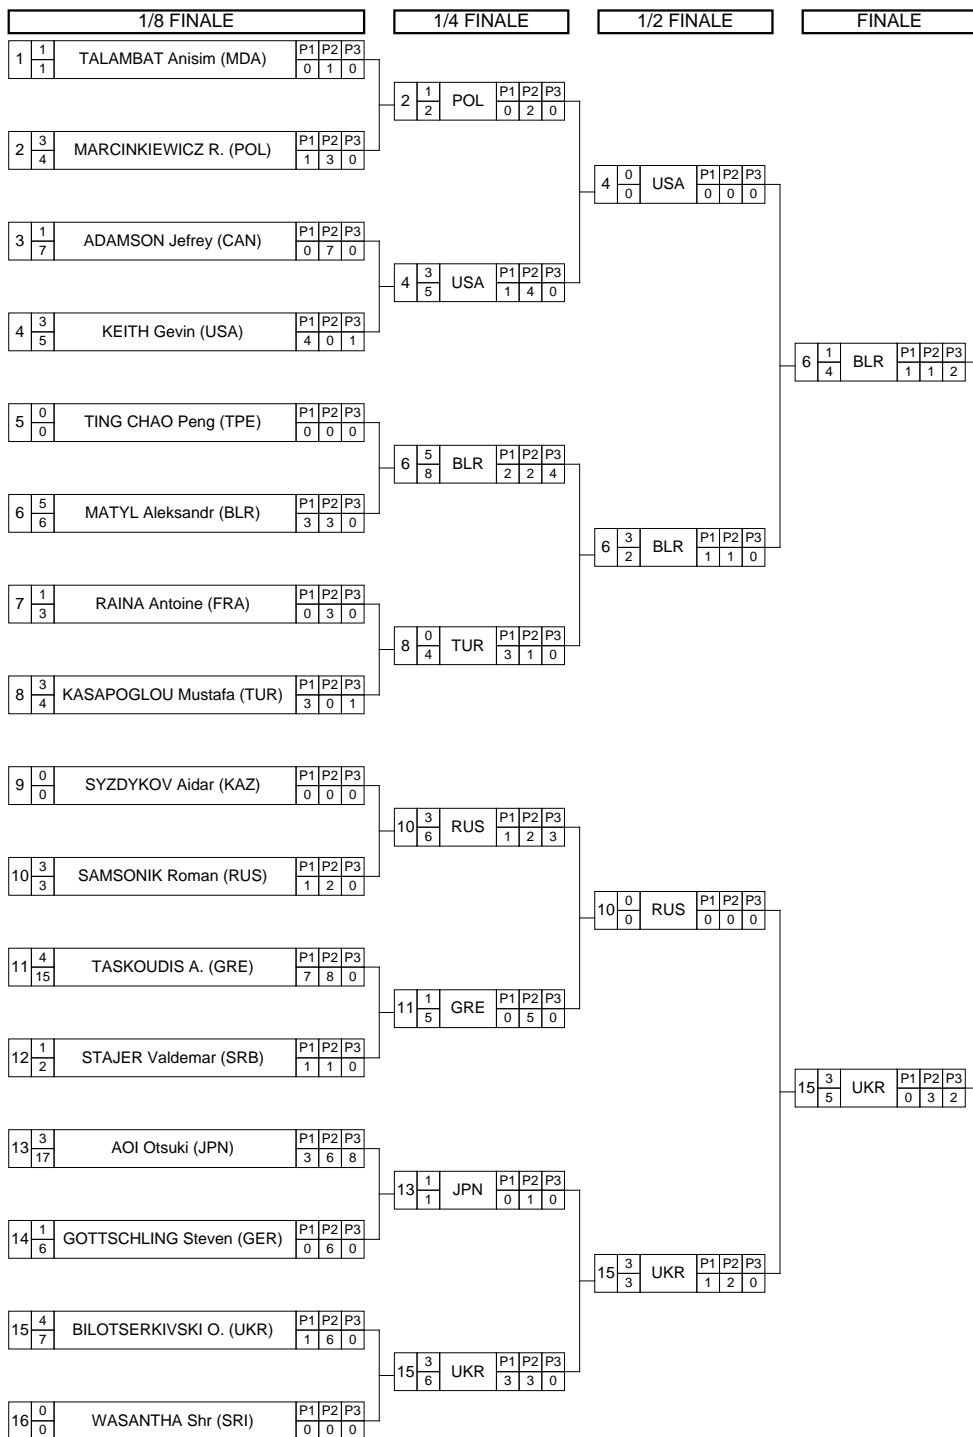 1/8 FINALE 1/4 FINALE 1/2 FINALE FINALE
1 1 1 TALAMBAT Anisim (MDA) P1 P2 P3 0 1 0
2 1 2 POL P1 P2 P3 0 2 0
2 3 4 MARCINKIEWICZ R. (POL) P1 P2 P3 1 3 0
4 0 0 USA P1 P2 P3 0 0 0
3 1 7 ADAMSON Jefrey (CAN) P1 P2 P3 0 7 0
4 3 5 USA P1 P2 P3 1 4 0
4 3 5 KEITH Gevin (USA) P1 P2 P3 4 0 1
6 1 4 BLR P1 P2 P3 1 1 2
5 0 0 TING CHAO Peng (TPE) P1 P2 P3 0 0 0
6 5 8 BLR P1 P2 P3 2 2 4
6 5 6 MATYL Aleksandr (BLR) P1 P2 P3 3 3 0
6 3 2 BLR P1 P2 P3 1 1 0
7 1 3 RAINA Antoine (FRA) P1 P2 P3 0 3 0
8 0 4 TUR P1 P2 P3 3 1 0
8 3 4 KASAPOGLOU Mustafa (TUR) P1 P2 P3 3 0 1
9 0 0 SYZDYKOV Aidar (KAZ) P1 P2 P3 0 0 0
10 3 6 RUS P1 P2 P3 1 2 3
10 3 3 SAMSONIK Roman (RUS) P1 P2 P3 1 2 0
10 0 0 RUS P1 P2 P3 0 0 0
11 4 15 TASKOUDIS A. (GRE) P1 P2 P3 7 8 0
11 1 5 GRE P1 P2 P3 0 5 0
12 1 2 STAJER Valdemar (SRB) P1 P2 P3 1 1 0
15 3 5 UKR P1 P2 P3 0 3 2
13 3 17 AOI Otsuki (JPN) P1 P2 P3 3 6 8
13 1 1 JPN P1 P2 P3 0 1 0
14 1 6 GOTTSCHLING Steven (GER) P1 P2 P3 0 6 0
15 3 3 UKR P1 P2 P3 1 2 0
15 4 7 BILOTSERKIVSKI O. (UKR) P1 P2 P3 1 6 0
15 3 6 UKR P1 P2 P3 3 3 0
16 0 0 WASANTHA Shr (SRI) P1 P2 P3 0 0 0